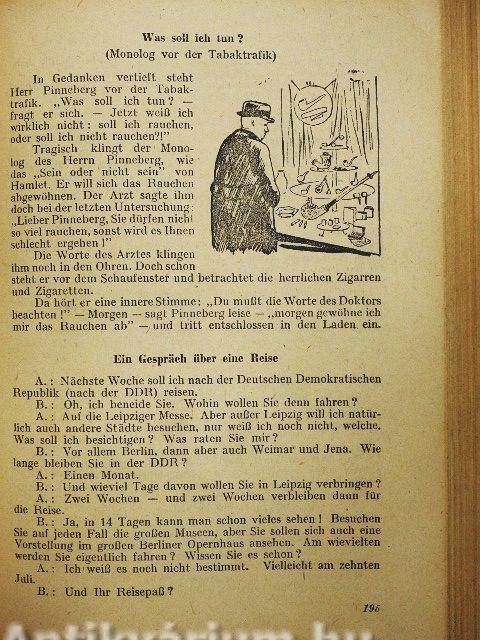 Was soll ich tun?
(Monolog vor der Tabaktrafik)
In Gedanken vertieft steht
Herr Pinneberg vor der Tabak-
trafik. „Was soll ich tun? —
fragt er sich. — Jetzt weiß ich
wirklich nicht: soll ich rauchen,
oder soll ich nicht rauchen?!"
Tragisch klingt der Mono-
log des Herrn Pinneberg, wie
das „Sein oder nicht sein" von
Hamlet. Er will sich das Rauchen
abgewöhnen. Der Arzt sagte ihm
doch bei der letzten Untersuchung:
„Lieber Pinneberg, Sie dürfen nicht
so viel rauchen, sonst wird es Ihnen
schlecht ergehen!"
Die Worte des Arztes klingen
ihm noch in den Ohren. Doch schon
steht er vor dem Schaufenster und betrachtet die herrlichen Zigarren
und Zigaretten.
Da hört er eine innere Stimme: „Du mußt die Worte des Doktors
beachten!" — Morgen — sagt Pinneberg leise — „morgen gewöhne ich
mir das Rauchen ab" — und tritt entschlossen in den Laden ein.
Ein Gespräch über eine Reise
A.: Nächste Woche soll ich nach der Deutschen Demokratischen
Republik (nach der DDR) reisen.
B.: Oh, ich beneide Sie. Wohin wollen Sie denn fahren?
A.: Auf die Leipziger Messe. Aber außer Leipzig will ich natür-
lich auch andere Städte besuchen, nur weiß ich noch nicht, welche.
Was soll ich besichtigen? Was raten Sie mir?
B.: Vor allem Berlin, dann aber auch Weimar und Jena. Wie
lange bleiben Sie in der DDR?
A.: Einen Monat.
B.: Und wieviel Tage davon wollen Sie in Leipzig verbringen?
A.: Zwei Wochen — und zwei Wochen verbleiben dann für
die Reise.
B.: Ja, in 14 Tagen kann man schon vieles sehen! Besuchen
Sie auf jeden Fall die großen Museen, aber Sie sollen sich auch eine
Vorstellung im großen Berliner Opernhaus ansehen. Am wievielten
werden Sie eigentlich fahren? Wissen Sie es schon?
A.: Ich weiß es noch nicht bestimmt. Vielleicht am zehnten
Juli.
B.: Und Ihr Reisepaß?
195
Antikvárium.hu